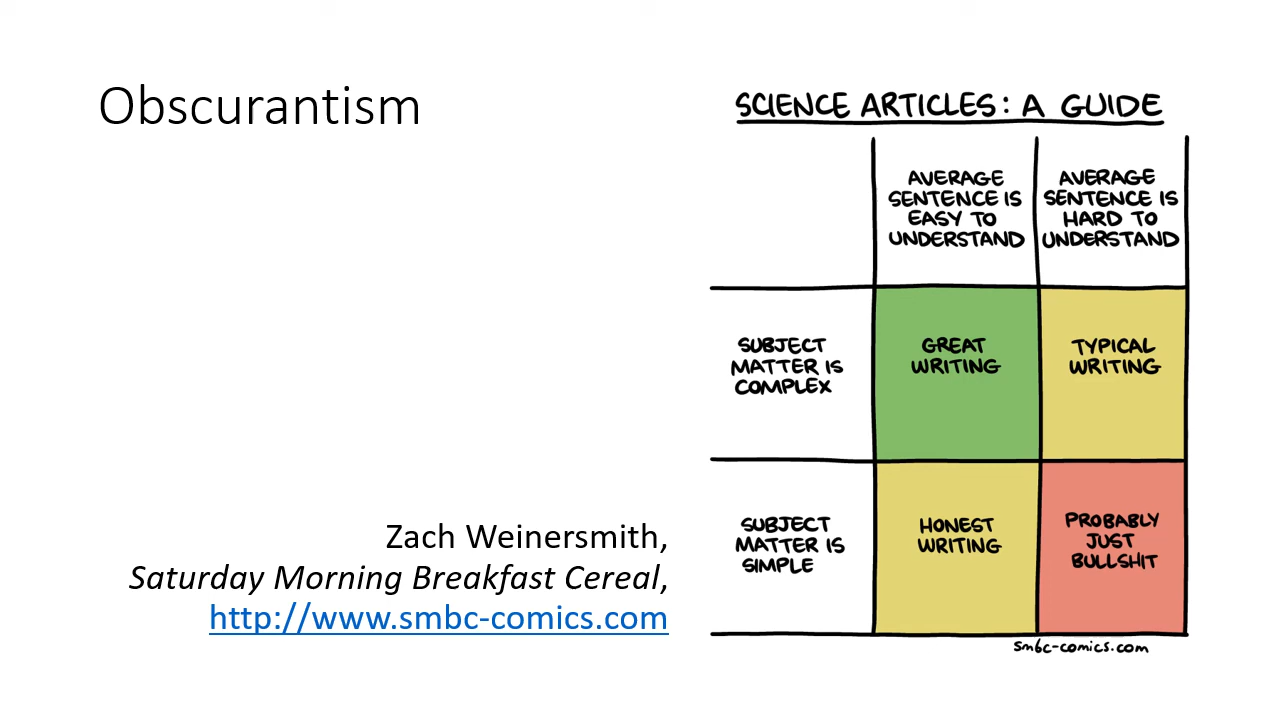 Obscurantism
Zach Weinersmith,
Saturday Morning Breakfast Cereal,
http://www.smbc-comics.com
SCIENCE ARTICLES: A GUIDE
AVERAGE
SENTENCE IS
EASY TO
UNDERSTAND
AVERAGE
SENTENCE IS
HARD TO
UNDERSTAND
SUBJECT
MATTER IS
COMPLEX
GREAT
WRITING
TYPICAL
WRITING
SUBJECT
MATTER IS
SIMPLE
HONEST
WRITING
PROBABLY
JUST
BULLSHIT
smbc-comics.com